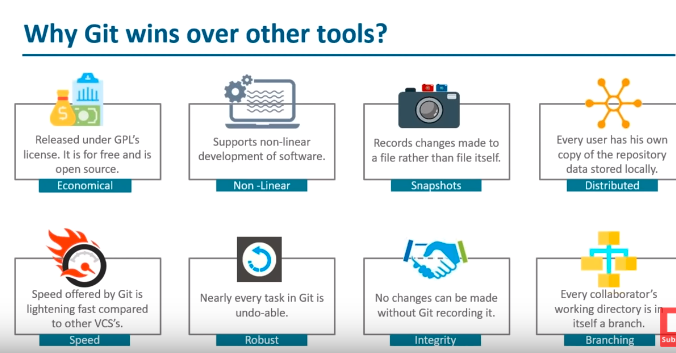 Why Git wins over other tools?
Released under GPL's
license. It is for free and is
open source.
Economical
Supports non-linear
development of software.
Non -Linear
Records changes made to
a file rather than file itself.
Snapshots
Every user has his own
copy of the repository
data stored locally.
Distributed
Speed offered by Git is
lightening fast compared
to other VCS's.
Speed
Nearly every task in Git is
undo-able.
Robust
No changes can be made
without Git recording it.
Integrity
Every collaborator's
working directory is in
itself a branch.
Branching
Sub